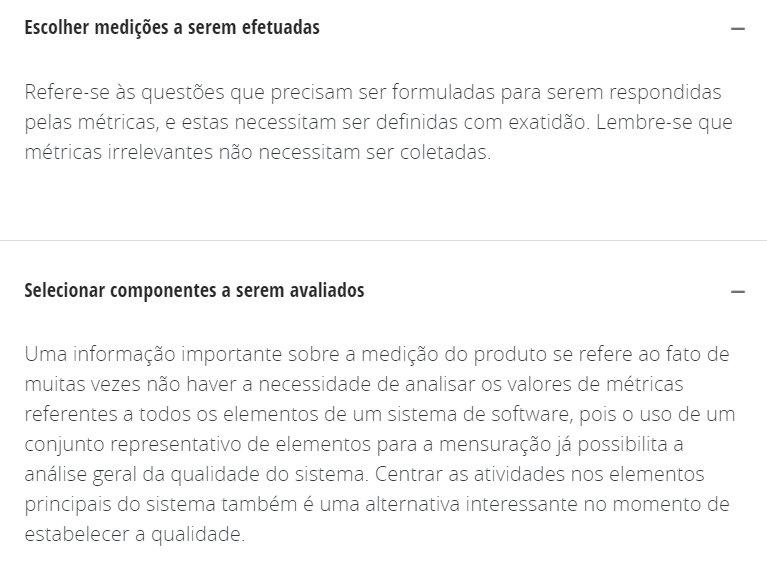 Escolher medições a serem efetuadas
Refere-se às questões que precisam ser formuladas para serem respondidas
pelas métricas, e estas necessitam ser definidas com exatidão. Lembre-se que
métricas irrelevantes não necessitam ser coletadas.
Selecionar componentes a serem avaliados
Uma informação importante sobre a medição do produto se refere ao fato de
muitas vezes não haver a necessidade de analisar os valores de métricas
referentes a todos os elementos de um sistema de software, pois o uso de um
conjunto representativo de elementos para a mensuração já possibilita a
análise geral da qualidade do sistema. Centrar as atividades nos elementos
principais do sistema também é uma alternativa interessante no momento de
estabelecer a qualidade.